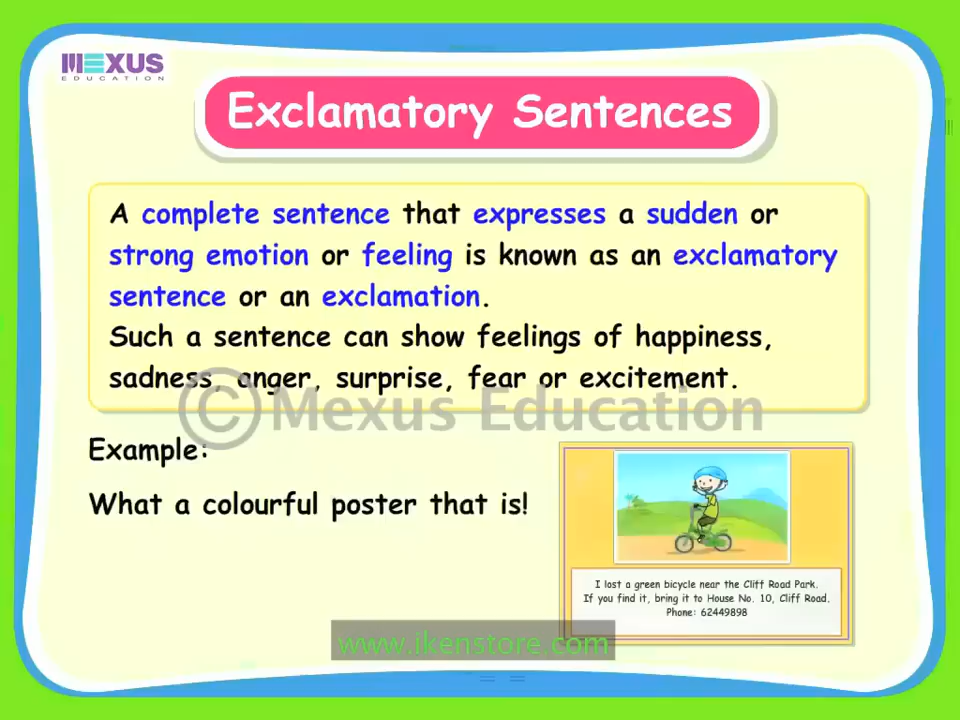 MEXUS
EDUCATION
Exclamatory Sentences
A complete sentence that expresses a sudden or
strong emotion or feeling is known as an exclamatory
sentence or an exclamation.
Such a sentence can show feelings of happiness,
sadness, anger, surprise, fear or excitement.
© Mexus Education
Example:
What a colourful poster that is!
I lost a green bicycle near the Cliff Road Park.
If you find it, bring it to House No. 10, Cliff Road.
Phone: 62449898
www.ikenstore.com